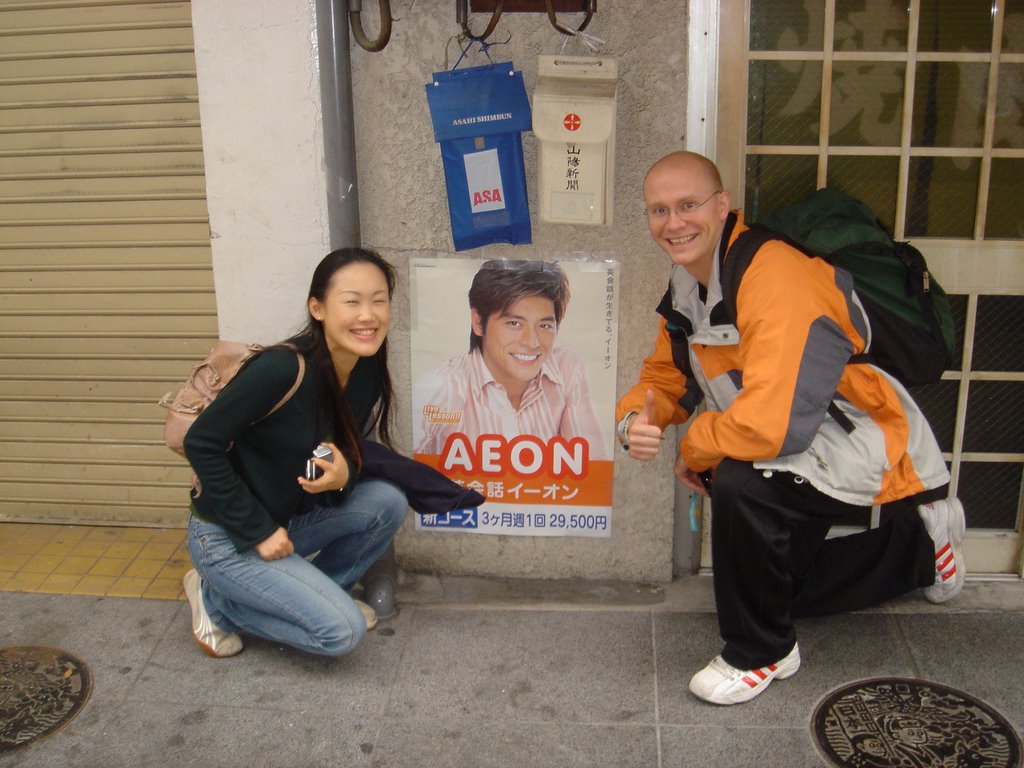 ASAHI SHIMBUN
ASA
山陽新聞
英会話が生きてる、イーオン
Live Lesson!!
AEON
英会話イーオン
新コース 3ヶ月週1回 29,500円